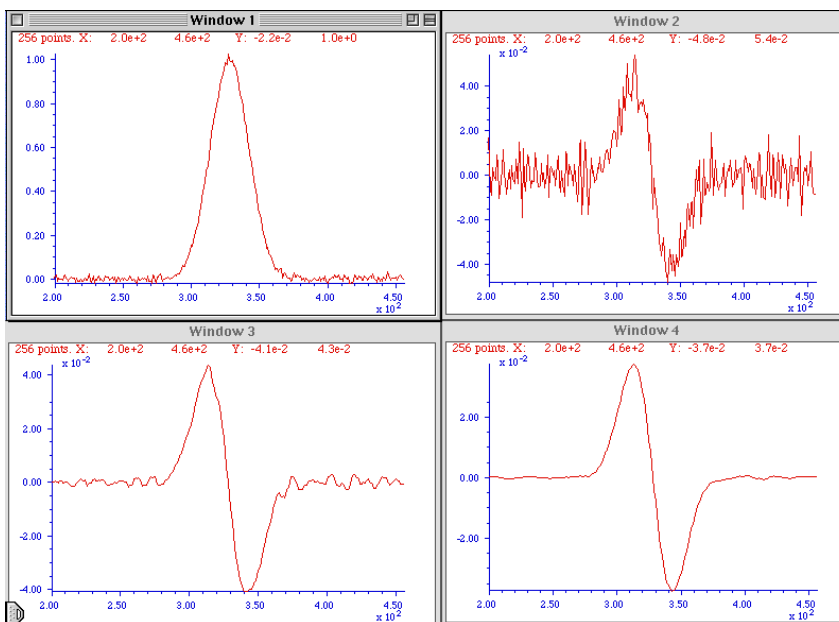 Window 1
256 points. X: 2.0e+2 4.6e+2 Y: -2.2e-2 1.0e+0
1.00
0.80
0.60
0.40
0.20
0.00
2.00 2.50 3.00 3.50 4.00 4.50
x 10²
Window 2
256 points. X: 2.0e+2 4.6e+2 Y: -4.8e-2 5.4e-2
x 10⁻²
4.00
2.00
0.00
-2.00
-4.00
2.00 2.50 3.00 3.50 4.00 4.50
x 10²
Window 3
256 points. X: 2.0e+2 4.6e+2 Y: -4.1e-2 4.3e-2
x 10⁻²
4.00
2.00
0.00
-2.00
-4.00
2.00 2.50 3.00 3.50 4.00 4.50
x 10²
Window 4
256 points. X: 2.0e+2 4.6e+2 Y: -3.7e-2 3.7e-2
x 10⁻²
2.00
0.00
-2.00
2.00 2.50 3.00 3.50 4.00 4.50
x 10²